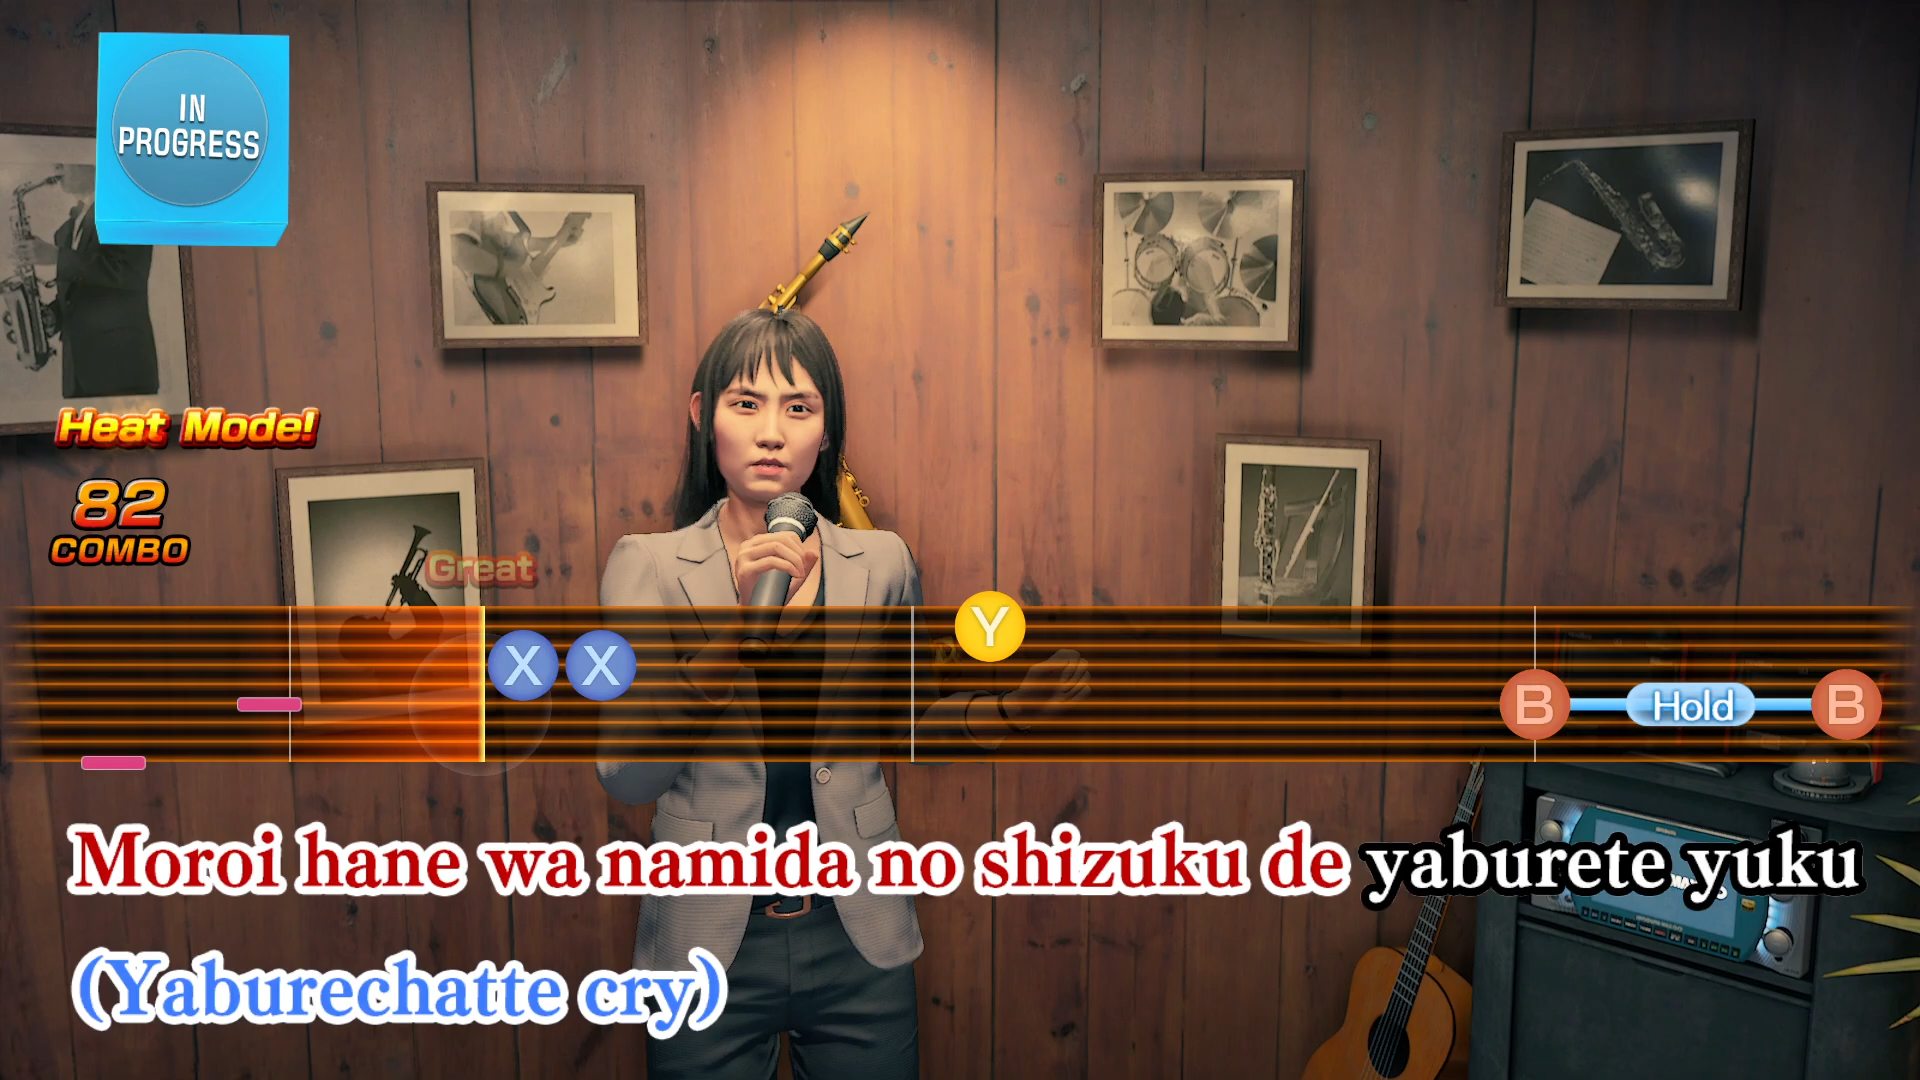 IN
PROGRESS
Heat Mode!
82
COMBO
Great
X X Y B Hold B
Moroi hane wa namida no shizuku de yaburete yuku
(Yaburechatte cry)